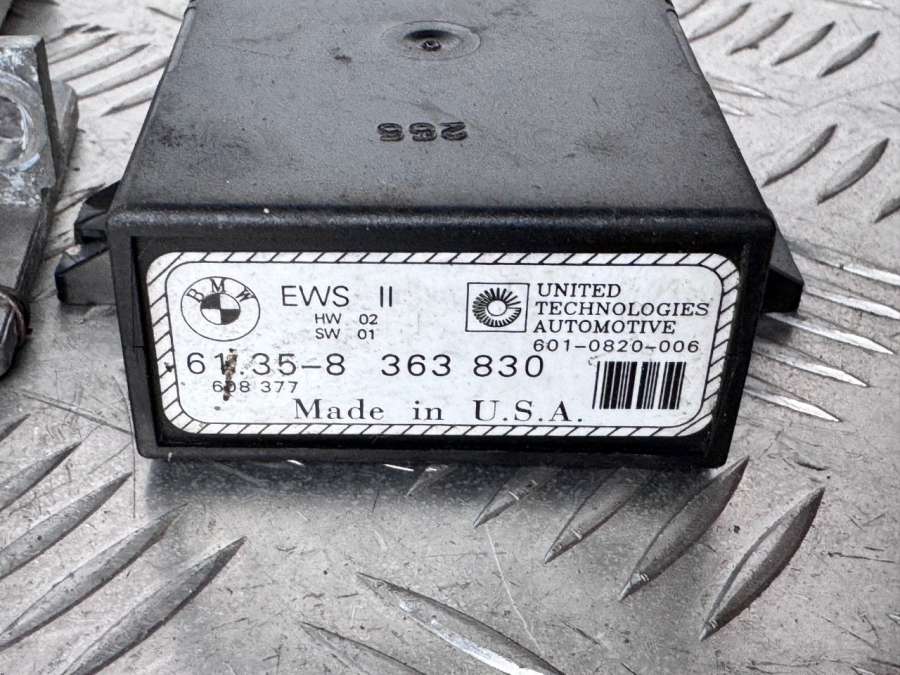 BMW
EWS II
HW 02
SW 01
UNITED
TECHNOLOGIES
AUTOMOTIVE
601-0820-006
61.35-8 363 830
608 377
Made in U.S.A.